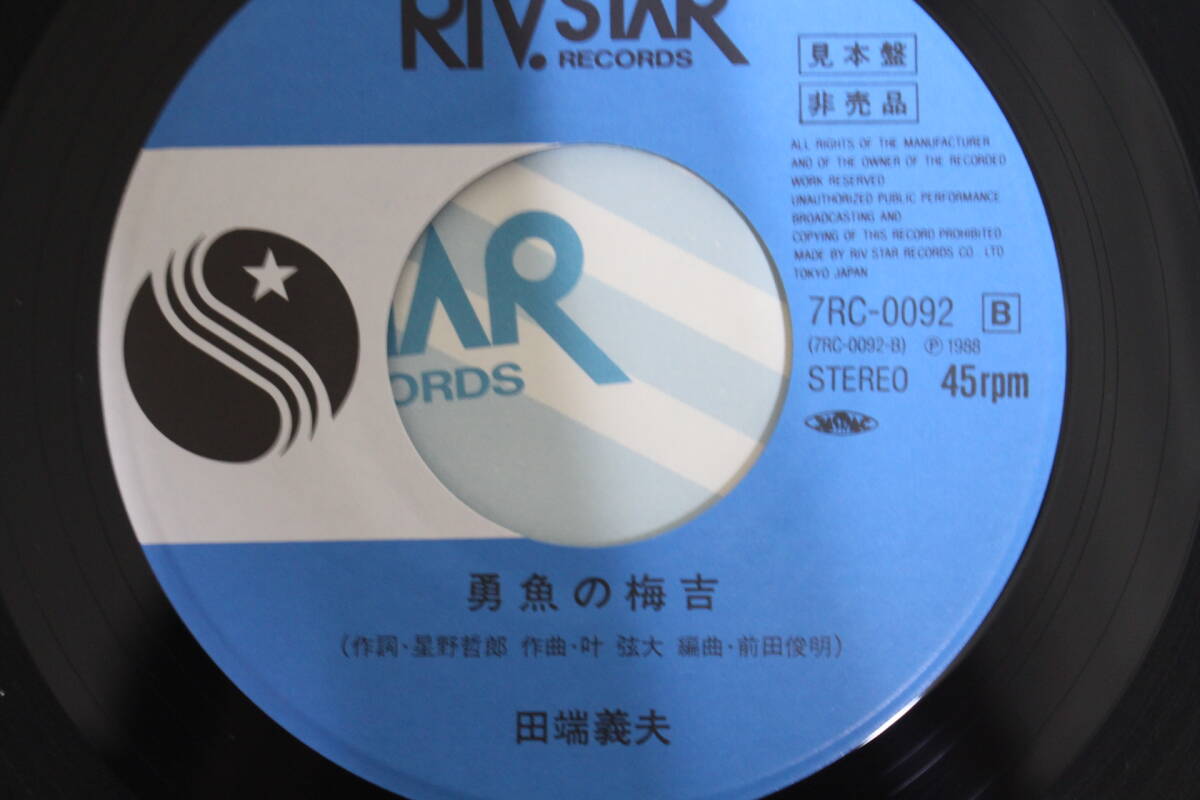 RIV. STAR
RECORDS
見本盤
非売品
ALL RIGHTS OF THE MANUFACTURER
AND OF THE OWNER OF THE RECORDED
WORK RESERVED
UNAUTHORIZED PUBLIC PERFORMANCE
BROADCASTING AND
COPYING OF THIS RECORD PROHIBITED
MADE BY RIV STAR RECORDS CO LTD
TOKYO JAPAN
7RC-0092 B
(7RC-0092-B) Ⓟ 1988
STEREO 45rpm
TAR
ORDS
勇魚の梅吉
(作詞・星野哲郎 作曲・叶 弦大 編曲・前田俊明)
田端義夫